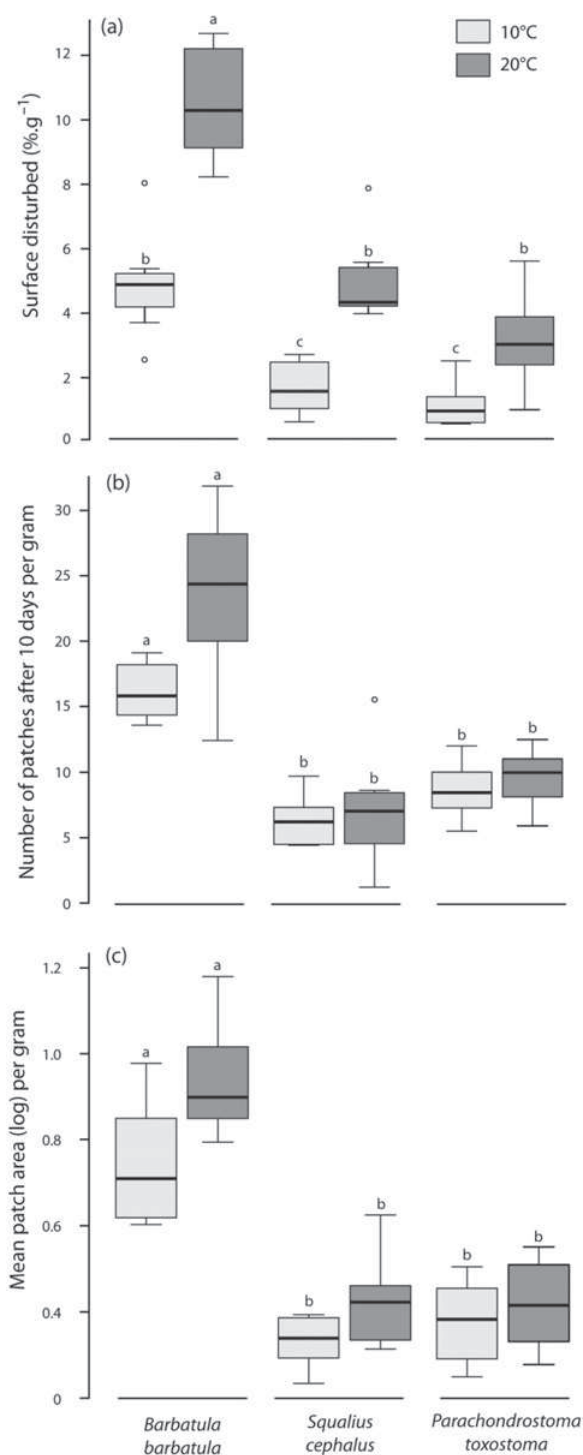 (a)
10°C
20°C
Surface disturbed (%.g⁻¹)
12
10
8
6
4
2
0
a
b
b
c
b
c
(b)
Number of patches after 10 days per gram
30
25
20
15
10
5
0
a
a
b
b
b
b
(c)
Mean patch area (log) per gram
1.2
1.0
0.8
0.6
0.4
0
a
a
b
b
b
b
Barbatula
barbatula
Squalius
cephalus
Parachondrostoma
toxostoma